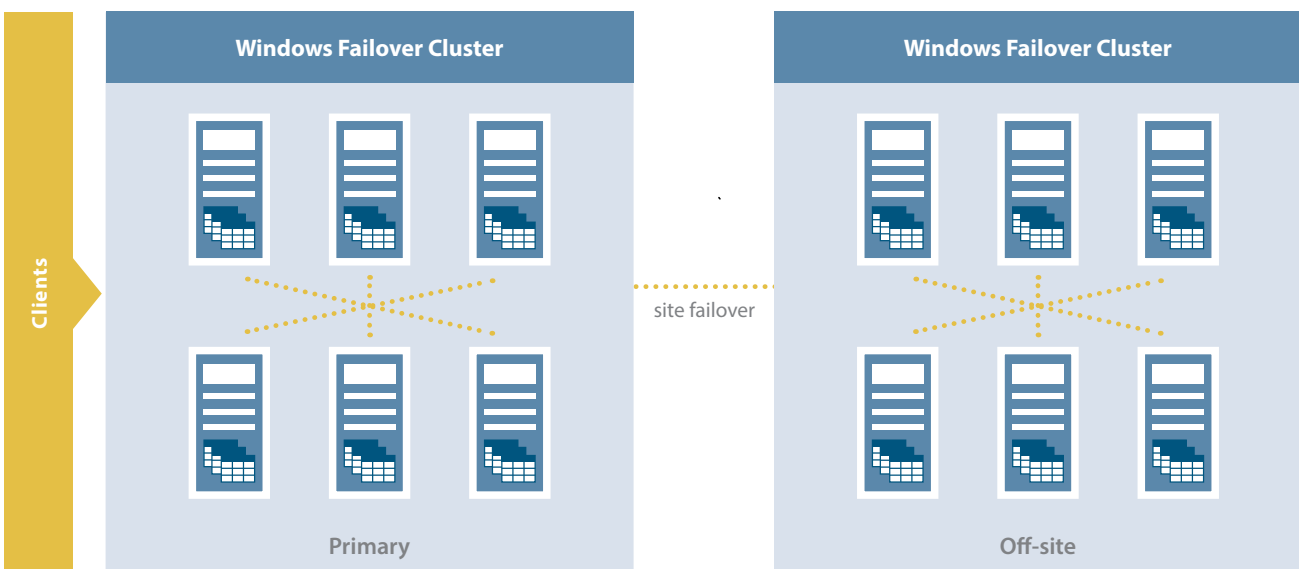 Clients
Windows Failover Cluster
Primary
site failover
Windows Failover Cluster
Off-site